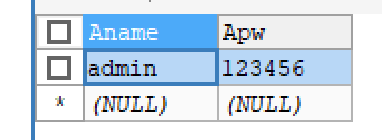 Aname Apw
admin 123456
* (NULL) (NULL)